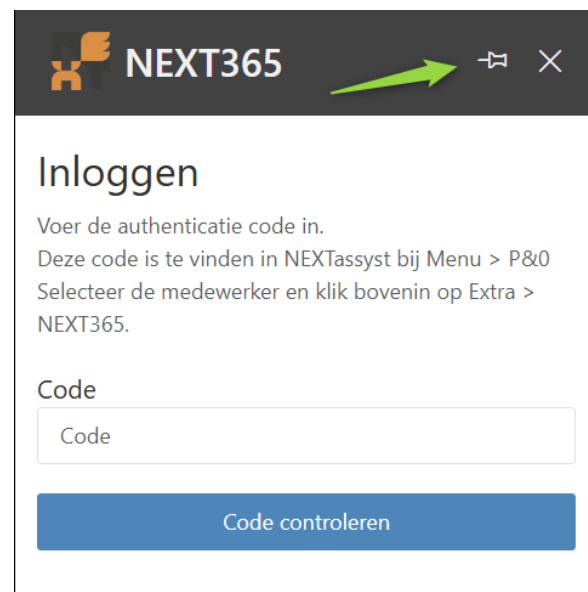 NEXT365
Inloggen
Voer de authenticatie code in.
Deze code is te vinden in NEXTassyst bij Menu > P&0
Selecteer de medewerker en klik bovenin op Extra >
NEXT365.
Code
Code
Code controleren